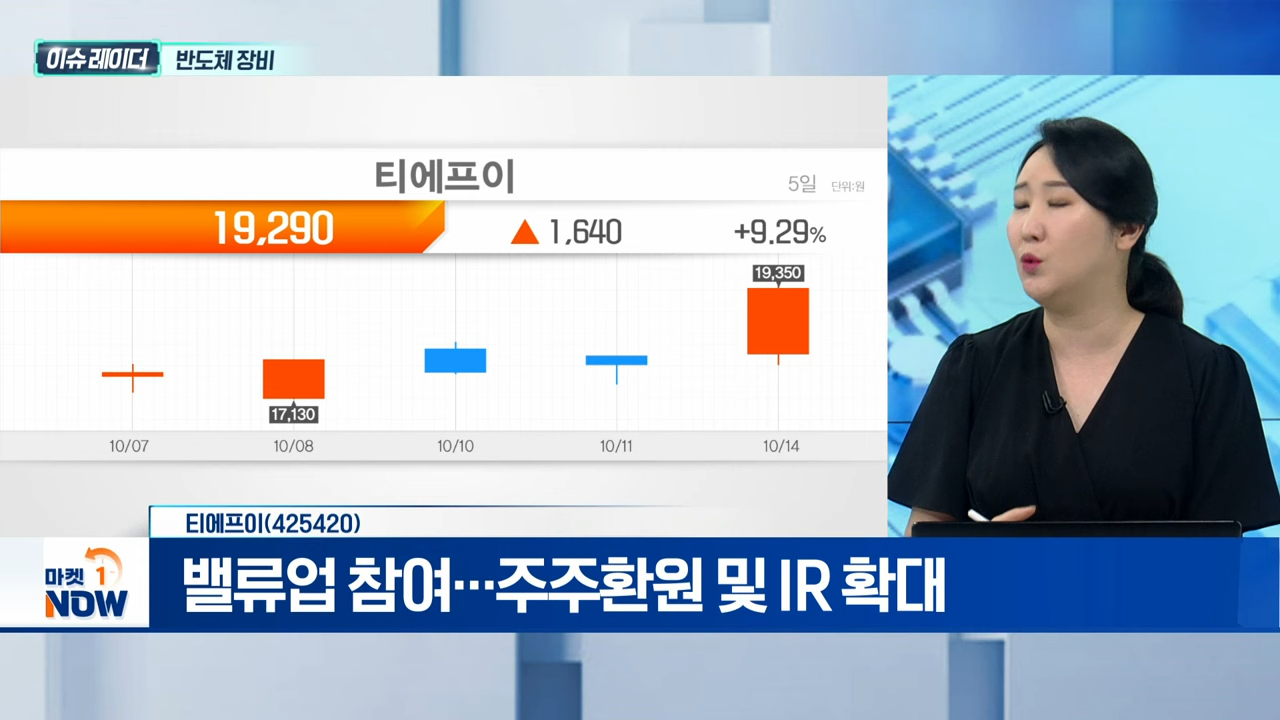 이슈 레이더 반도체 장비
티에프이
5일 단위:원
19,290 ▲ 1,640 +9.29%
19,350
17,130
10/07 10/08 10/10 10/11 10/14
티에프이(425420)
마켓 1
NOW
밸류업 참여···주주환원 및 IR 확대